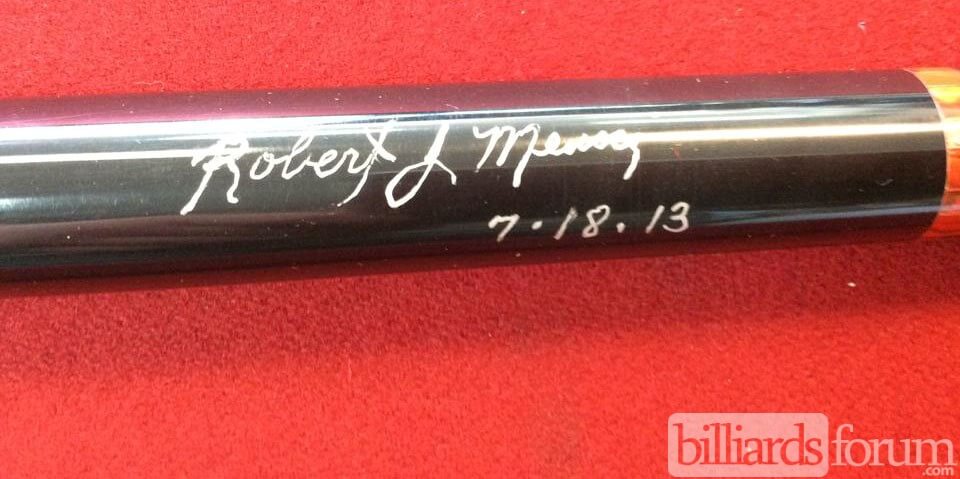 Robert J Meucci
7.18.13
billiardsforum
.com